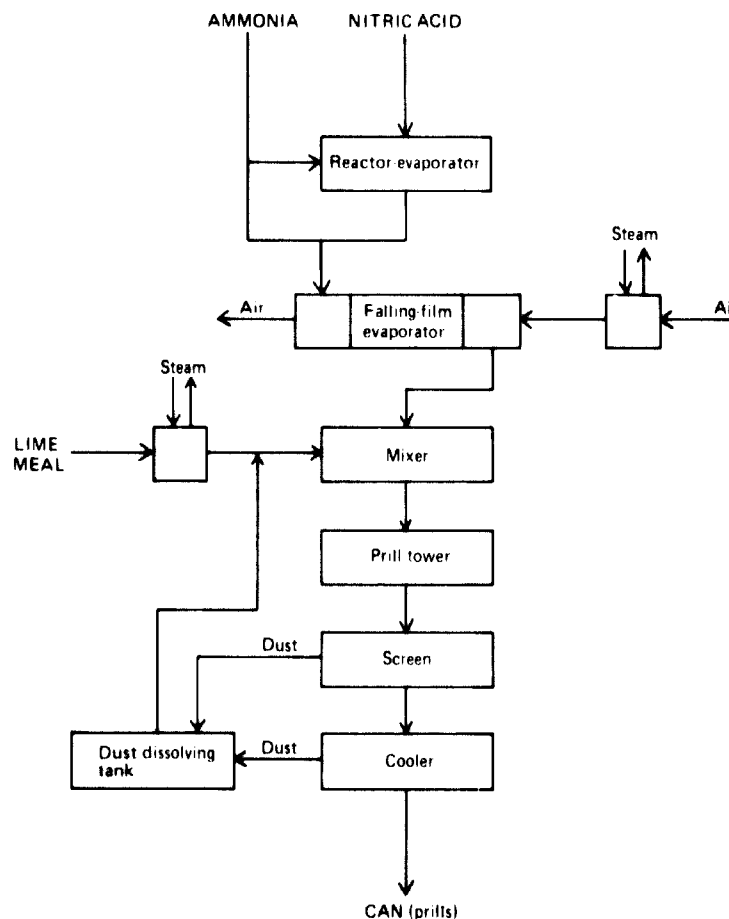 AMMONIA
NITRIC ACID
Reactor-evaporator
Steam
Air
Falling-film
evaporator
Steam
LIME
MEAL
Mixer
Prill tower
Dust
Screen
Dust dissolving
tank
Dust
Cooler
CAN (prills)